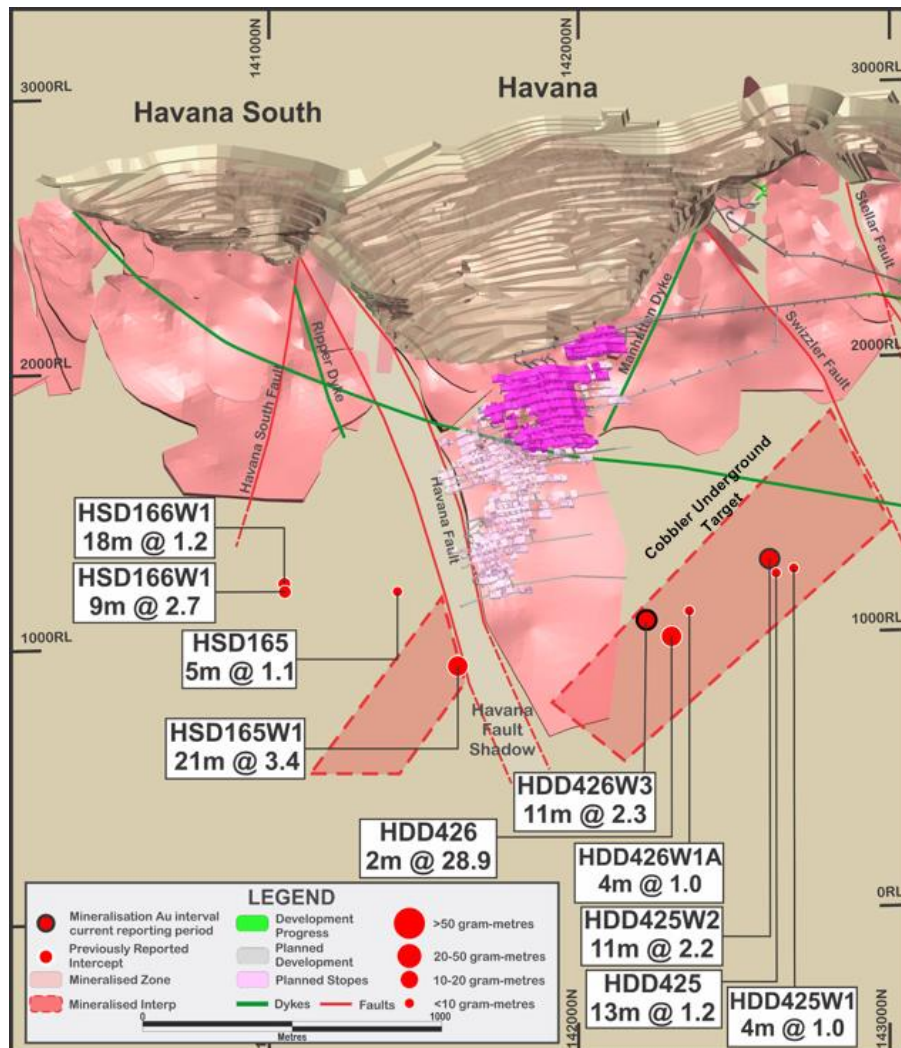 141000N
142000N
3000RL
3000RL
Havana South
Havana
Stellar Fault
Manhatten Dyke
Swizzler Fault
2000RL
2000RL
Ripper Dyke
Havana South Fault
Havana Fault
Cobbler Underground
Target
HSD166W1
18m @ 1.2
HSD166W1
9m @ 2.7
HSD165
5m @ 1.1
1000RL
1000RL
HSD165W1
21m @ 3.4
Havana
Fault
Shadow
HDD426W3
11m @ 2.3
HDD426
2m @ 28.9
HDD426W1A
4m @ 1.0
HDD425W2
11m @ 2.2
HDD425
13m @ 1.2
HDD425W1
4m @ 1.0
0RL
LEGEND
Mineralisation Au interval
current reporting period
Previously Reported
Intercept
Mineralised Zone
Mineralised Interp
Development
Progress
Planned
Development
Planned Stopes
Dykes
Faults
>50 gram-metres
20-50 gram-metres
10-20 gram-metres
<10 gram-metres
0
1000
Metres
142000N
143000N